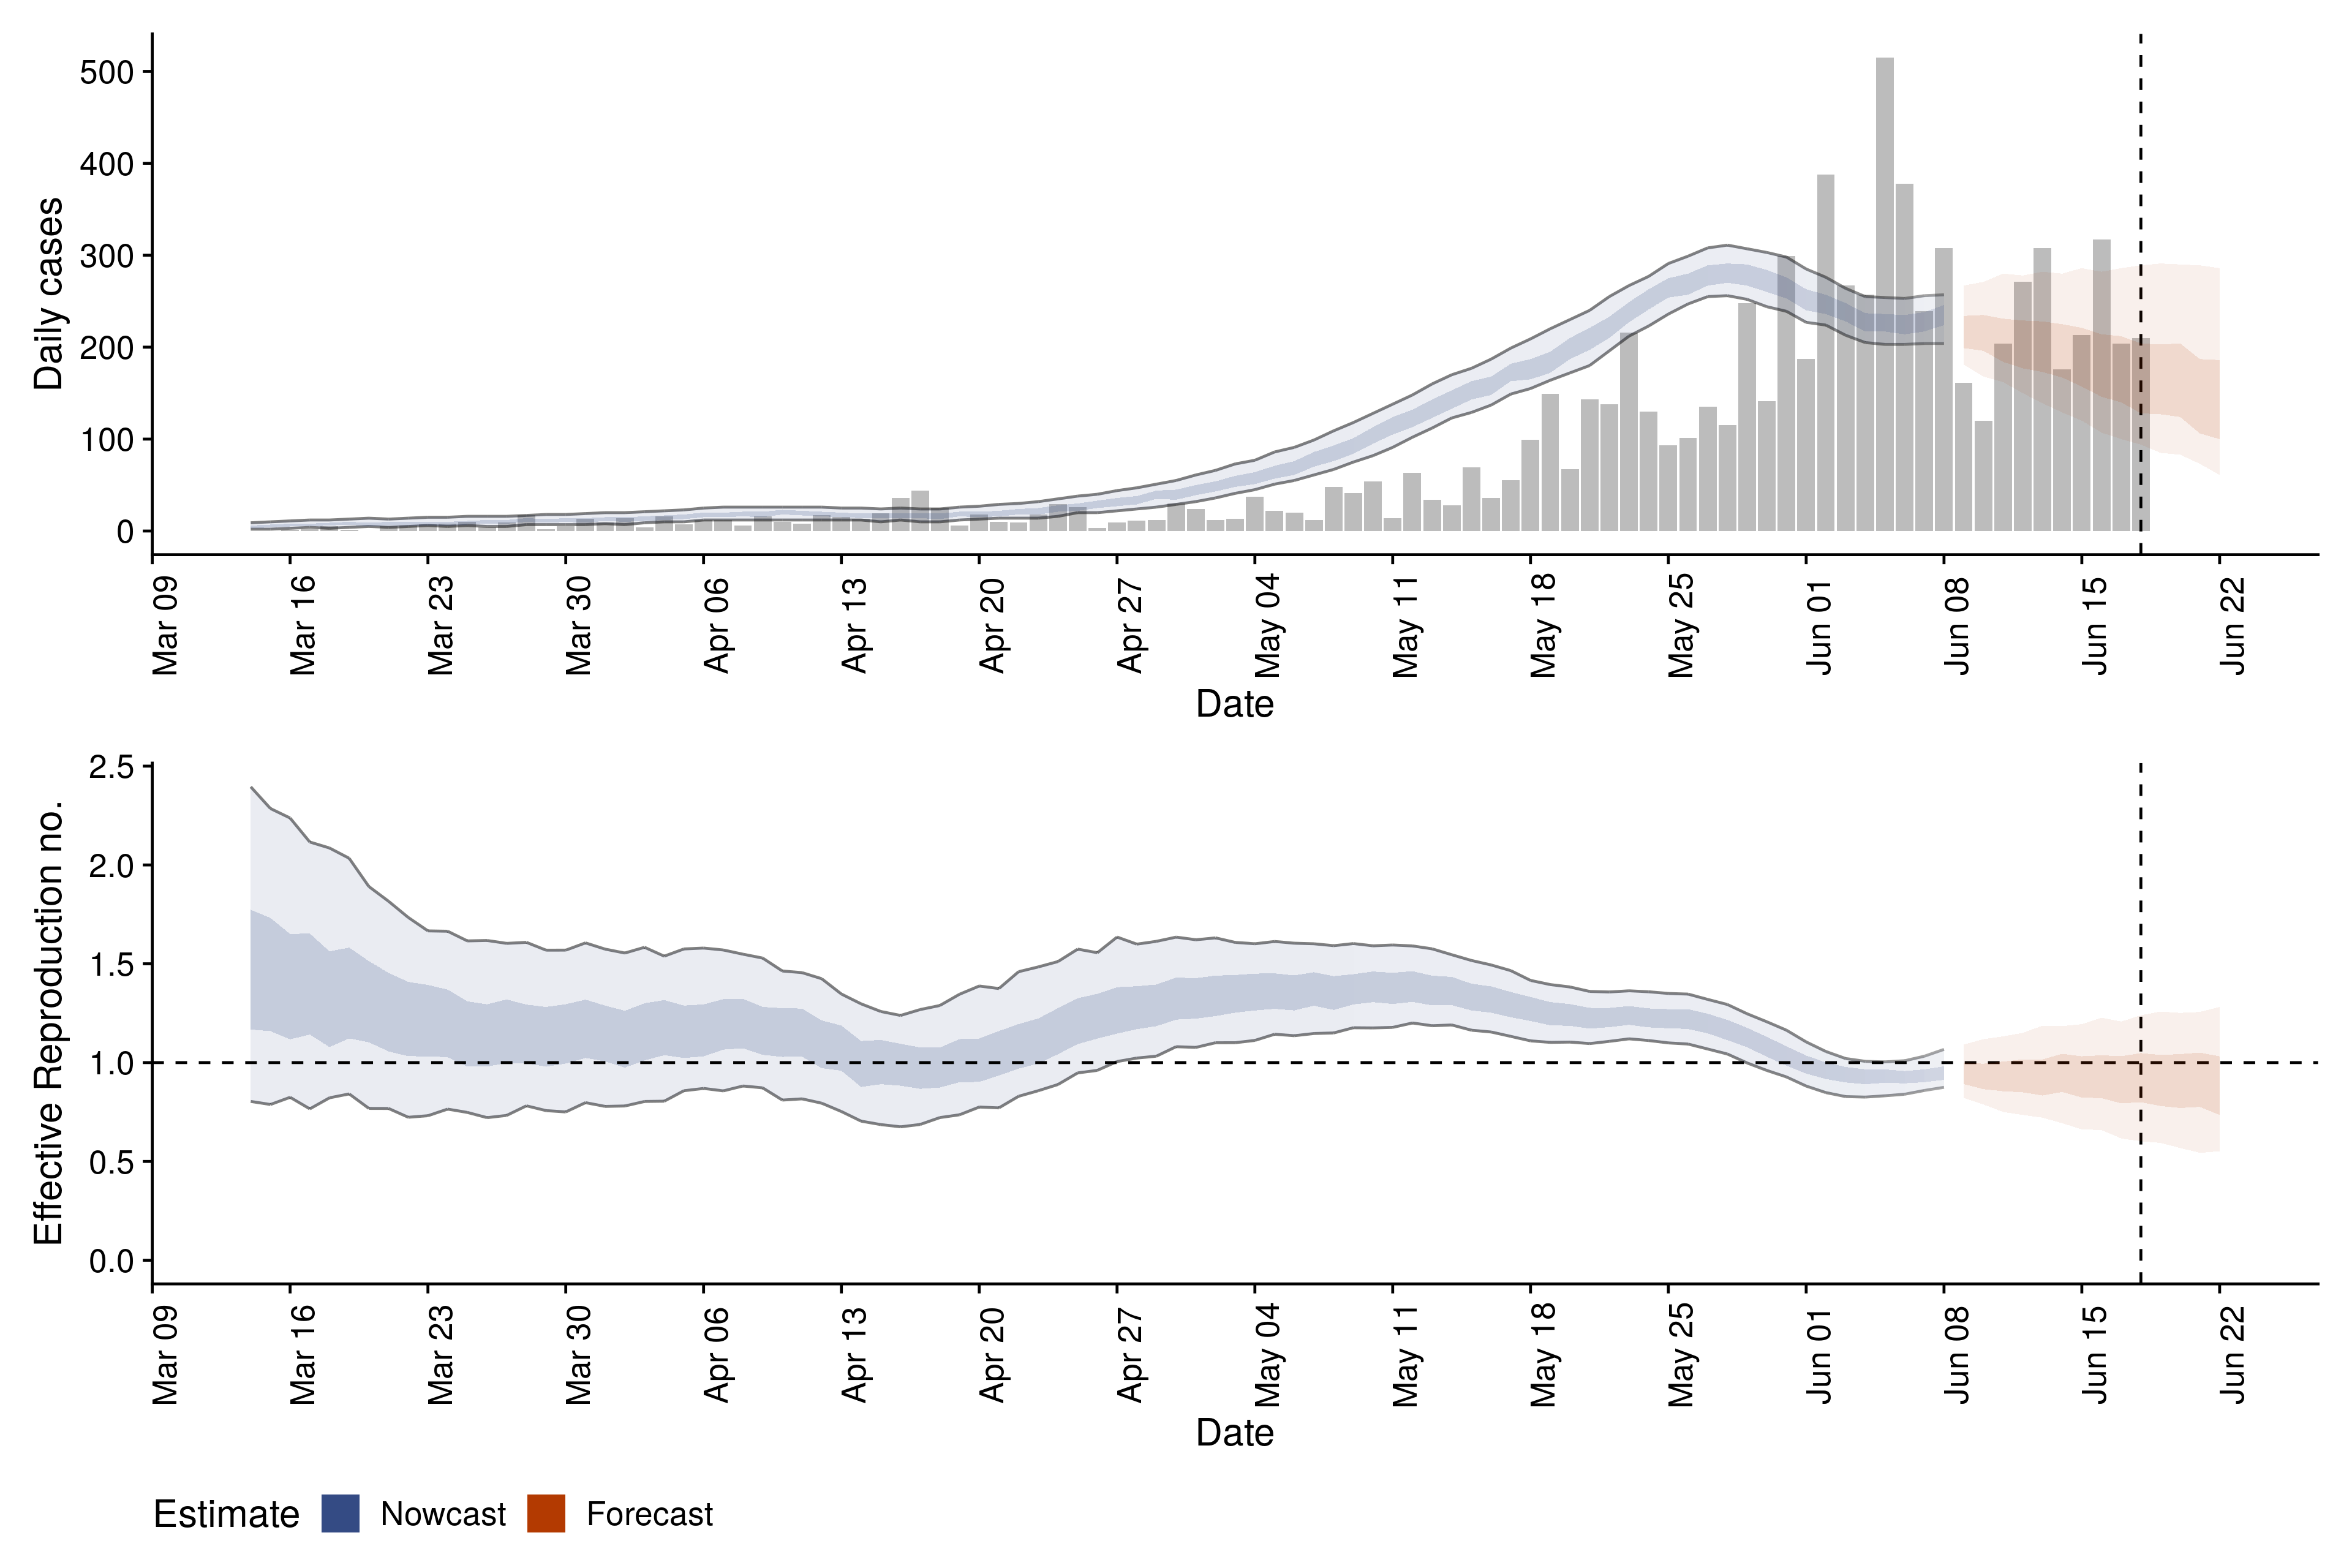 500
400
300
200
100
0
Daily cases
Mar 09 Mar 16 Mar 23 Mar 30 Apr 06 Apr 13 Apr 20 Apr 27 May 04 May 11 May 18 May 25 Jun 01 Jun 08 Jun 15 Jun 22
Date
2.5
2.0
1.5
1.0
0.5
0.0
Effective Reproduction no.
Mar 09 Mar 16 Mar 23 Mar 30 Apr 06 Apr 13 Apr 20 Apr 27 May 04 May 11 May 18 May 25 Jun 01 Jun 08 Jun 15 Jun 22
Date
Estimate Nowcast Forecast